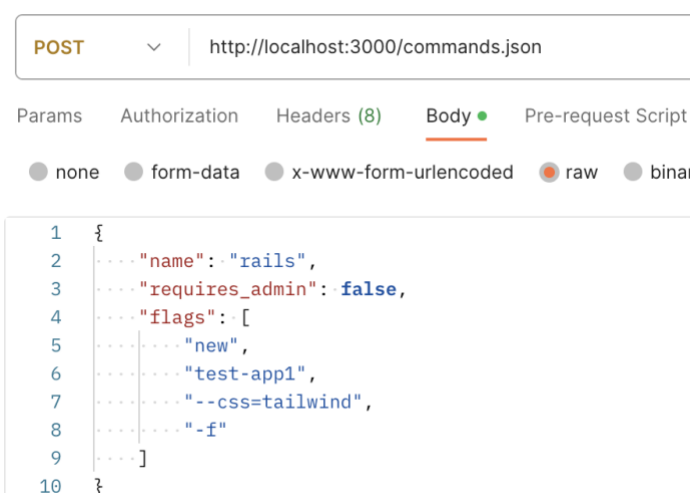 POST http://localhost:3000/commands.json
Params Authorization Headers (8) Body Pre-request Script
none form-data x-www-form-urlencoded raw binar
1 {
2 "name": "rails",
3 "requires_admin": false,
4 "flags": [
5 "new",
6 "test-app1",
7 "--css=tailwind",
8 "-f"
9 ]
10 }